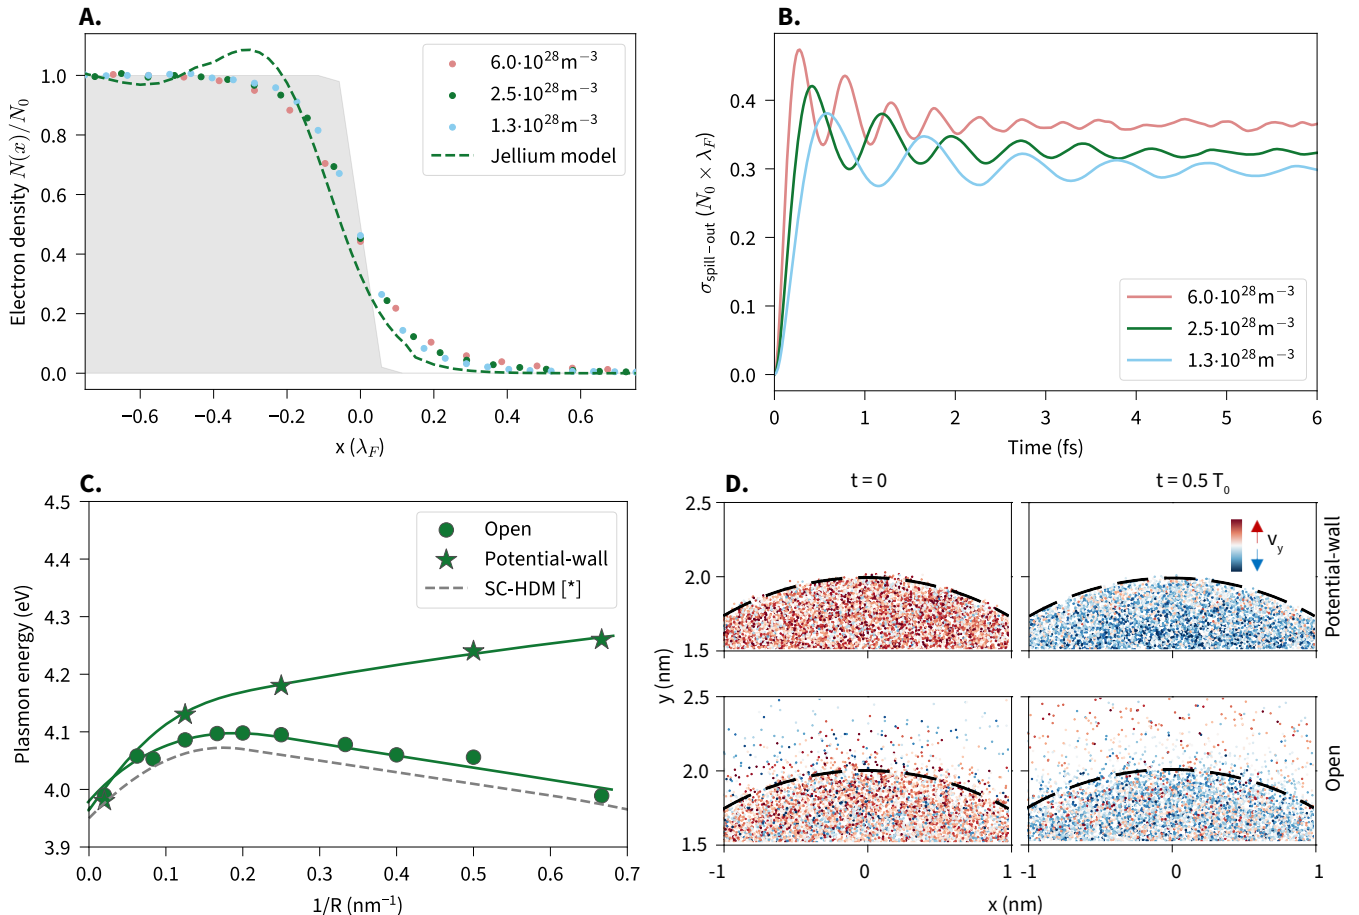 A.
Electron density N(x)/N₀
1.0
0.8
0.6
0.4
0.2
0.0
6.0·10²⁸m⁻³
2.5·10²⁸m⁻³
1.3·10²⁸m⁻³
Jellium model
−0.6 −0.4 −0.2 0.0 0.2 0.4 0.6
x (λ_F)
B.
σ_spill−out (N₀ × λ_F)
0.4
0.3
0.2
0.1
0.0
6.0·10²⁸m⁻³
2.5·10²⁸m⁻³
1.3·10²⁸m⁻³
0 1 2 3 4 5 6
Time (fs)
C.
Plasmon energy (eV)
4.5
4.4
4.3
4.2
4.1
4.0
3.9
Open
Potential-wall
SC-HDM [*]
0.0 0.1 0.2 0.3 0.4 0.5 0.6 0.7
1/R (nm⁻¹)
D.
t = 0
t = 0.5 T₀
y (nm)
2.5
2.0
1.5
v_y
Potential-wall
2.5
2.0
1.5
Open
-1 0 1 -1 0 1
x (nm)